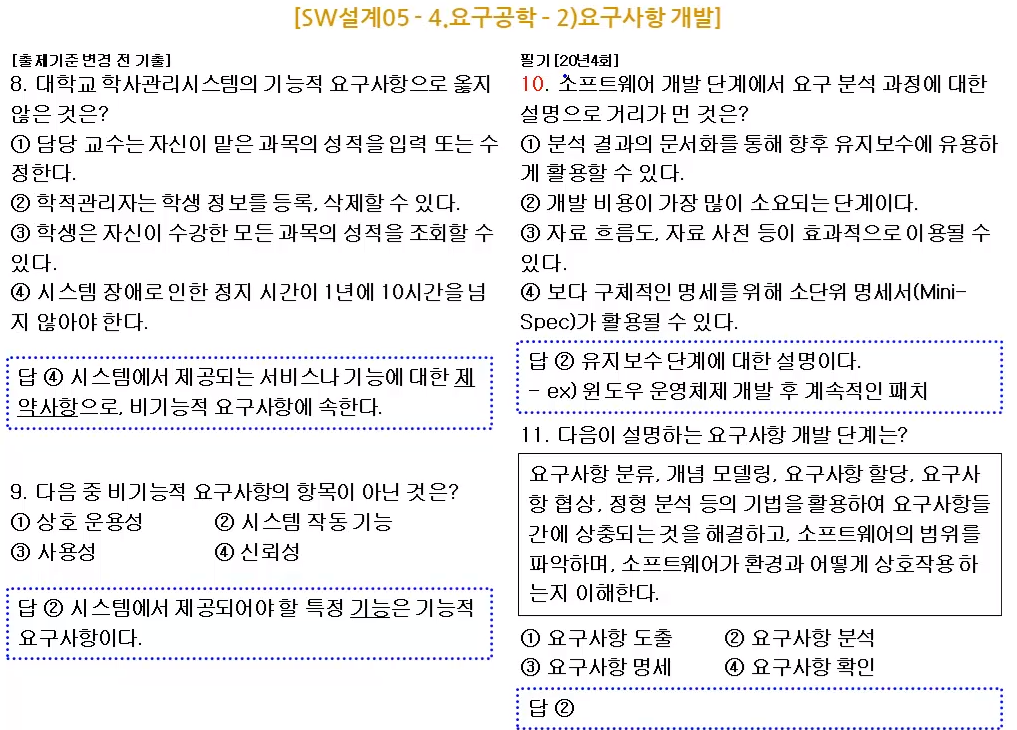 [SW설계05 - 4.요구공학 - 2)요구사항 개발]
[출제기준 변경 전 기출]
8. 대학교 학사관리시스템의 기능적 요구사항으로 옳지
않은 것은?
① 담당 교수는 자신이 맡은 과목의 성적을 입력 또는 수
정한다.
② 학적관리자는 학생 정보를 등록, 삭제할 수 있다.
③ 학생은 자신이 수강한 모든 과목의 성적을 조회할 수
있다.
④ 시스템 장애로 인한 정지 시간이 1년에 10시간을 넘
지 않아야 한다.
답 ④ 시스템에서 제공되는 서비스나 기능에 대한 제
약사항으로, 비기능적 요구사항에 속한다.
9. 다음 중 비기능적 요구사항의 항목이 아닌 것은?
① 상호 운용성 ② 시스템 작동 기능
③ 사용성 ④ 신뢰성
답 ② 시스템에서 제공되어야 할 특정 기능은 기능적
요구사항이다.
필기[20년4회]
10. 소프트웨어 개발 단계에서 요구 분석 과정에 대한
설명으로 거리가 먼 것은?
① 분석 결과의 문서화를 통해 향후 유지보수에 유용하
게 활용할 수 있다.
② 개발 비용이 가장 많이 소요되는 단계이다.
③ 자료 흐름도, 자료 사전 등이 효과적으로 이용될 수
있다.
④ 보다 구체적인 명세를 위해 소단위 명세서(Mini-
Spec)가 활용될 수 있다.
답 ② 유지보수 단계에 대한 설명이다.
- ex) 윈도우 운영체제 개발 후 계속적인 패치
11. 다음이 설명하는 요구사항 개발 단계는?
요구사항 분류, 개념 모델링, 요구사항 할당, 요구사
항 협상, 정형 분석 등의 기법을 활용하여 요구사항들
간에 상충되는 것을 해결하고, 소프트웨어의 범위를
파악하며, 소프트웨어가 환경과 어떻게 상호작용 하
는지 이해한다.
① 요구사항 도출 ② 요구사항 분석
③ 요구사항 명세 ④ 요구사항 확인
답 ②